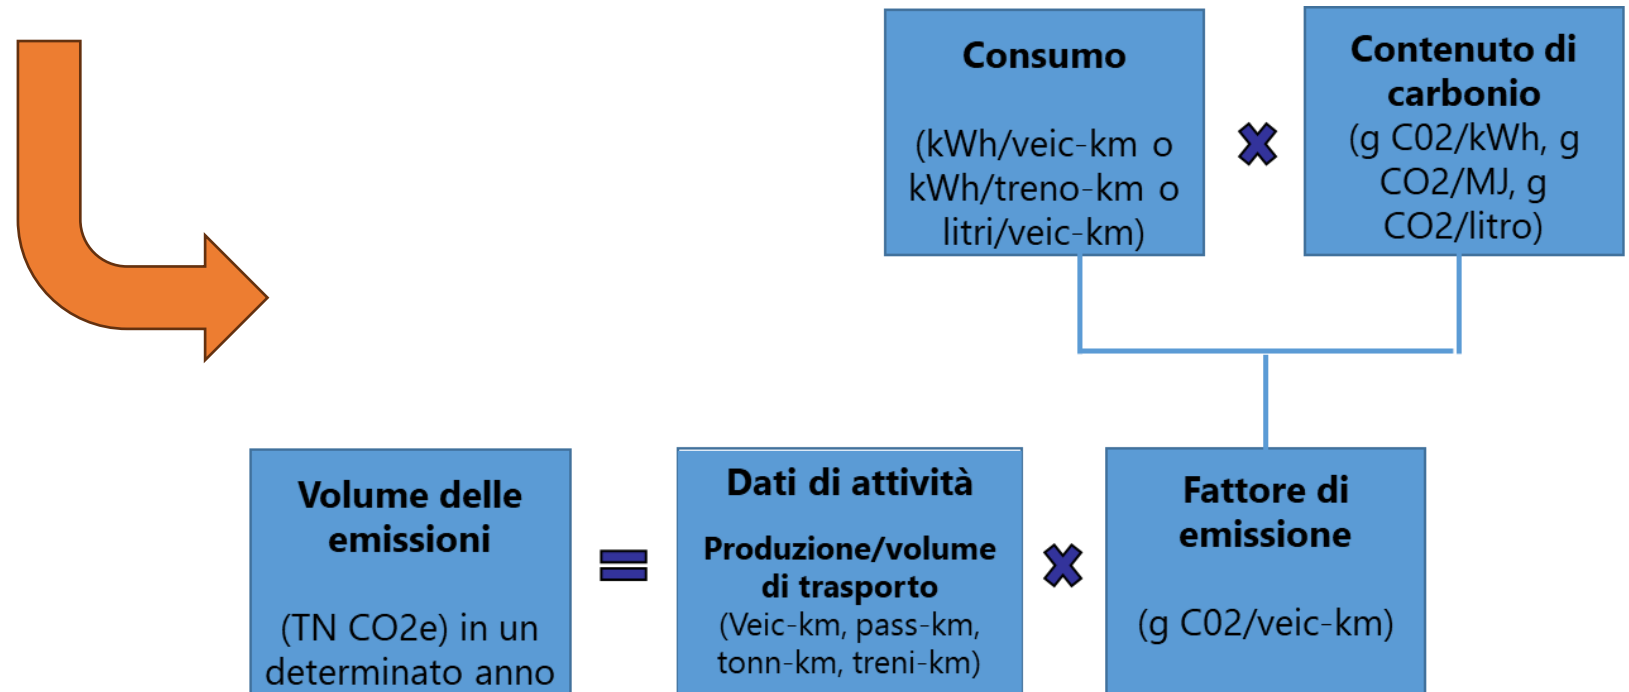 Consumo
(kWh/veic-km o
kWh/treno-km o
litri/veic-km)
Contenuto di
carbonio
(g C02/kWh, g
CO2/MJ, g
CO2/litro)
Volume delle
emissioni
(TN CO2e) in un
determinato anno
Dati di attività
Produzione/volume
di trasporto
(Veic-km, pass-km,
tonn-km, treni-km)
Fattore di
emissione
(g C02/veic-km)